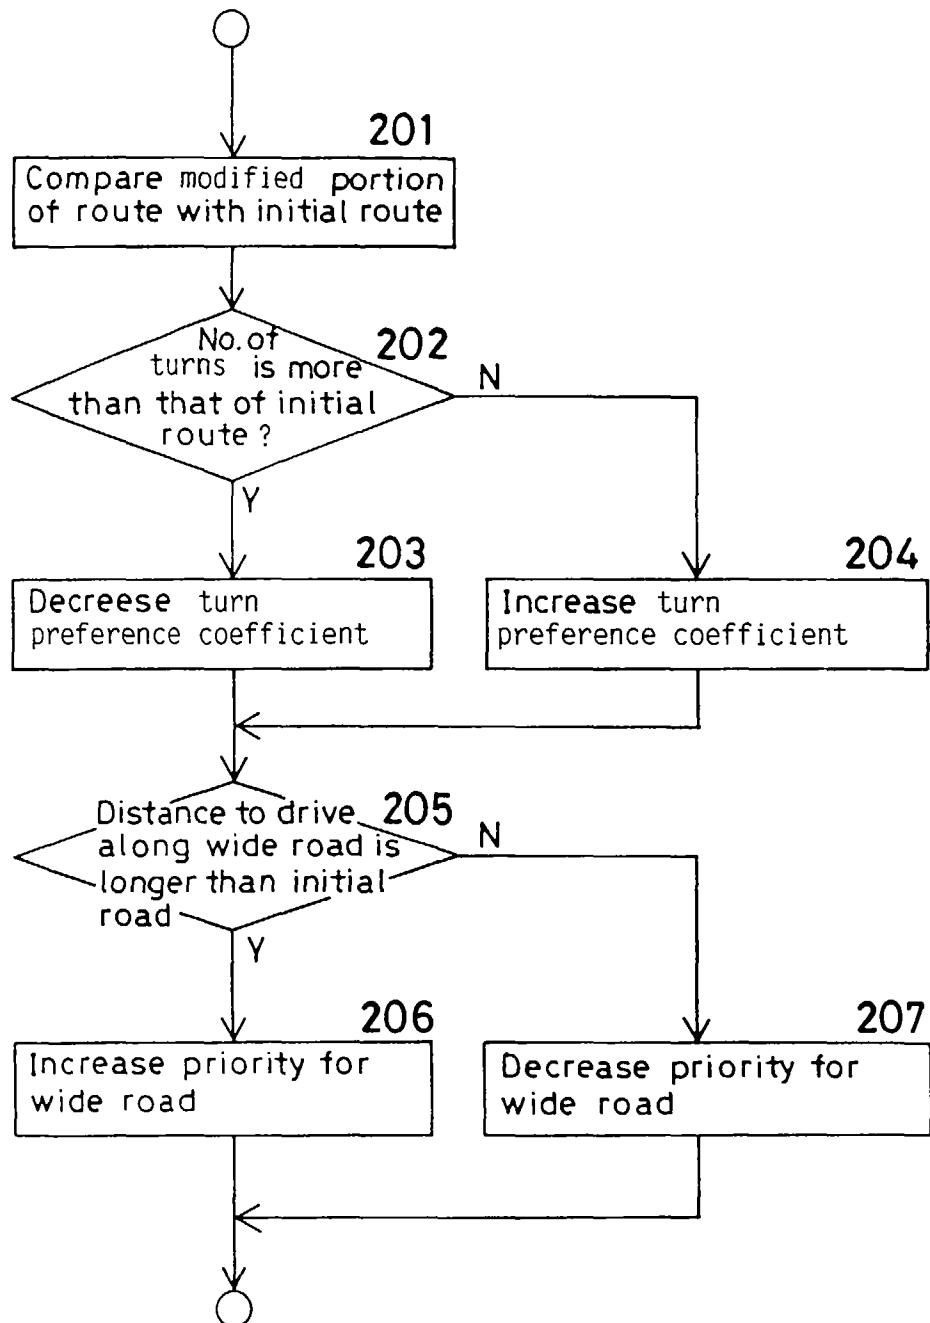 201
Compare modified portion
of route with initial route
202
No. of
turns is more
than that of initial
route ?
N
Y
203
Decreese turn
preference coefficient
204
Increase turn
preference coefficient
205
Distance to drive
along wide road is
longer than initial
road
N
Y
206
Increase priority for
wide road
207
Decrease priority for
wide road